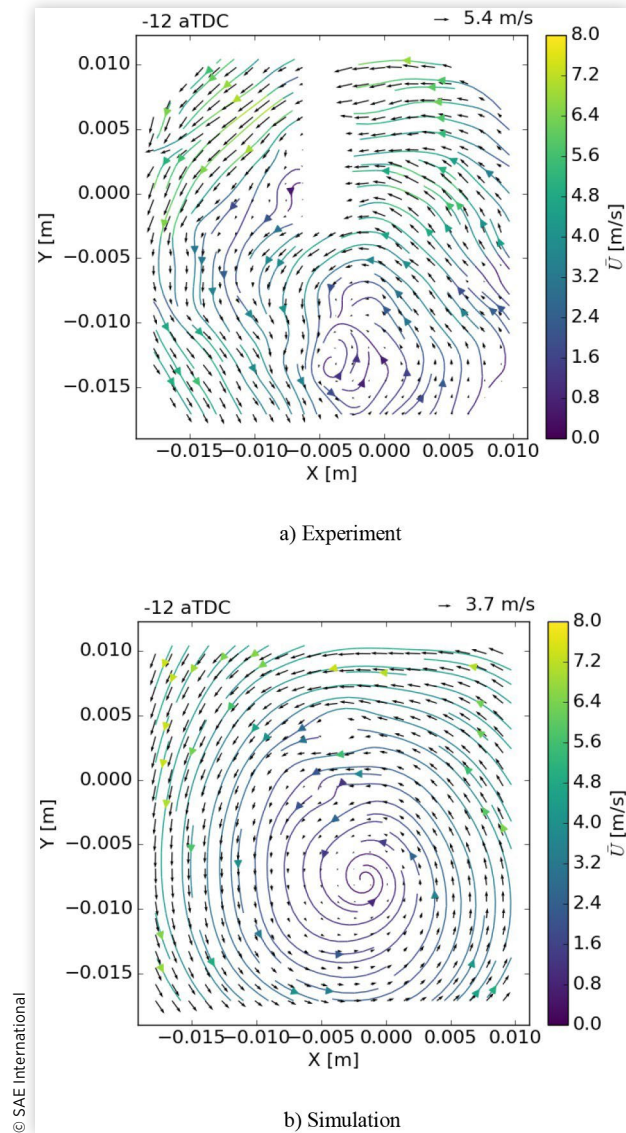 -12 aTDC
5.4 m/s
0.010
0.005
0.000
−0.005
−0.010
−0.015
Y [m]
−0.015 −0.010 −0.005 0.000 0.005 0.010
X [m]
8.0
7.2
6.4
5.6
4.8
4.0
3.2
2.4
1.6
0.8
0.0
Ū [m/s]
a) Experiment
-12 aTDC
3.7 m/s
0.010
0.005
0.000
−0.005
−0.010
−0.015
Y [m]
−0.015 −0.010 −0.005 0.000 0.005 0.010
X [m]
8.0
7.2
6.4
5.6
4.8
4.0
3.2
2.4
1.6
0.8
0.0
Ū [m/s]
b) Simulation
© SAE International